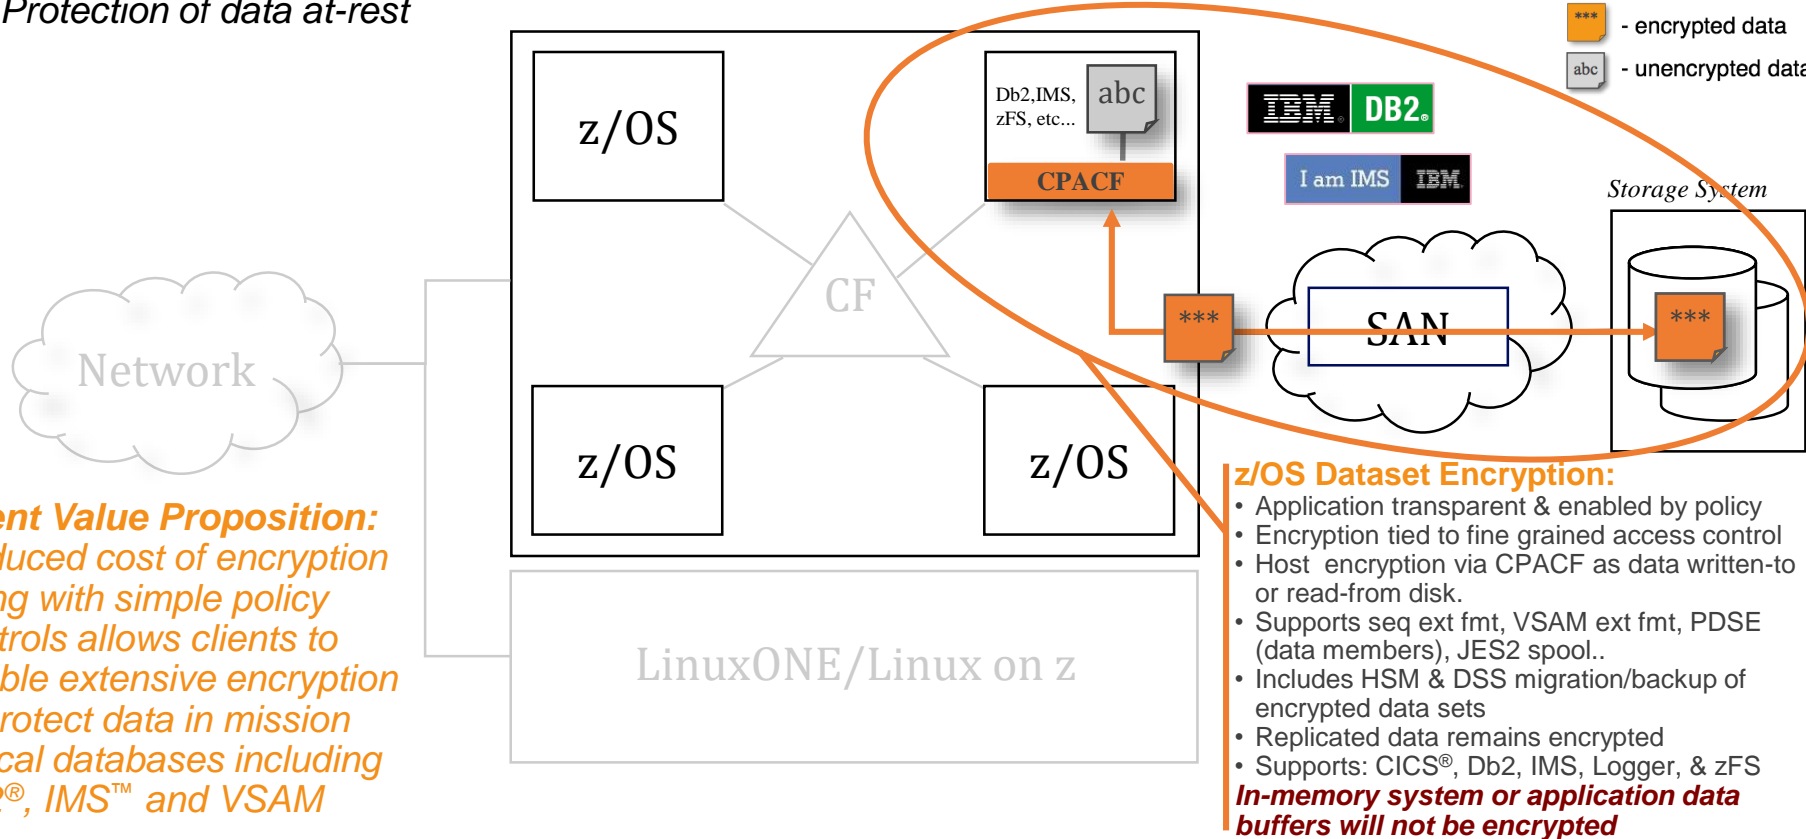 Protection of data at-rest
*** - encrypted data
abc - unencrypted data
z/OS
Db2,IMS,
zFS, etc...
abc
CPACF
IBM® DB2®
I am IMS IBM
Storage System
CF
Network
***
SAN
***
z/OS
z/OS
LinuxONE/Linux on z
ent Value Proposition:
duced cost of encryption
ng with simple policy
trols allows clients to
ble extensive encryption
rotect data in mission
cal databases including
2®, IMS™ and VSAM
z/OS Dataset Encryption:
• Application transparent & enabled by policy
• Encryption tied to fine grained access control
• Host encryption via CPACF as data written-to
or read-from disk.
• Supports seq ext fmt, VSAM ext fmt, PDSE
(data members), JES2 spool..
• Includes HSM & DSS migration/backup of
encrypted data sets
• Replicated data remains encrypted
• Supports: CICS®, Db2, IMS, Logger, & zFS
In-memory system or application data
buffers will not be encrypted